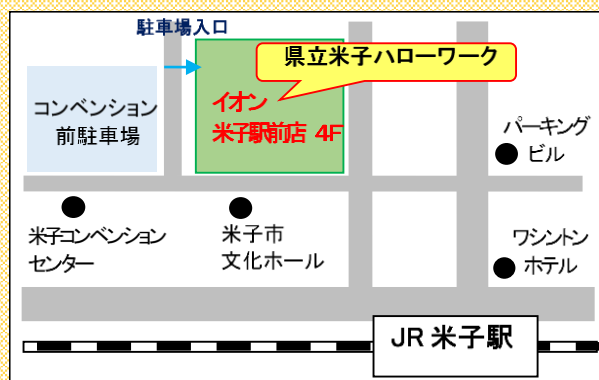 駐車場入口
県立米子ハローワーク
コンベンション
前駐車場
イオン
米子駅前店 4F
パーキング
ビル
米子コンベンション
センター
米子市
文化ホール
ワシントン
ホテル
JR 米子駅